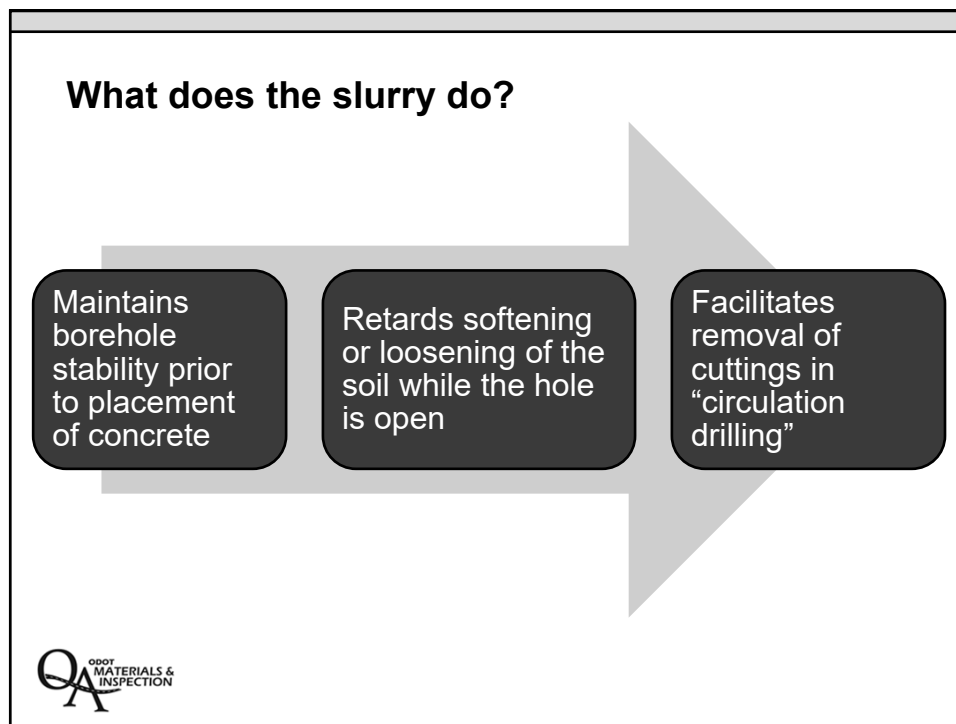 What does the slurry do?
Maintains
borehole
stability prior
to placement
of concrete
Retards softening
or loosening of the
soil while the hole
is open
Facilitates
removal of
cuttings in
“circulation
drilling”
QA
ODOT
MATERIALS &
INSPECTION